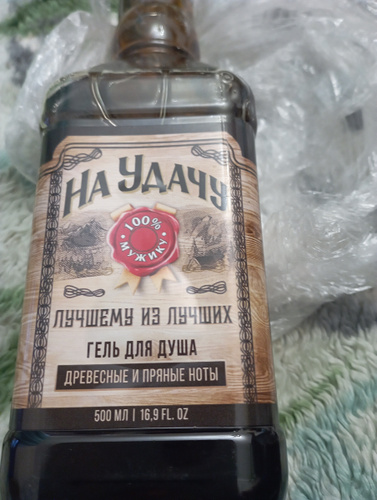 НА УДАЧУ
100%
МУЖИКУ
ЛУЧШЕМУ ИЗ ЛУЧШИХ
ГЕЛЬ ДЛЯ ДУША
ДРЕВЕСНЫЕ И ПРЯНЫЕ НОТЫ
500 МЛ | 16,9 FL. OZ